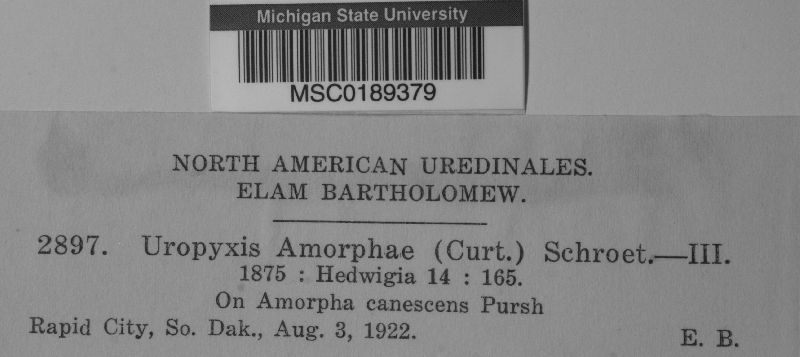 Michigan State University
MSC0189379
NORTH AMERICAN UREDINALES.
ELAM BARTHOLOMEW.
2897. Uropyxis Amorphae (Curt.) Schroet.—III.
1875 : Hedwigia 14 : 165.
On Amorpha canescens Pursh
Rapid City, So. Dak., Aug. 3, 1922. E. B.